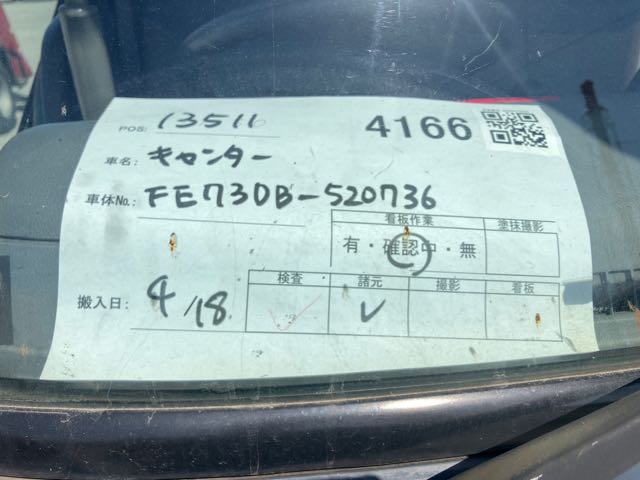 POS: 13511 4166
車名: キャンター
車体No.: FE73DB-520736
看板作業 塗抹撮影
有・確認中・無
検査 諸元 撮影 看板
搬入日: 4/18